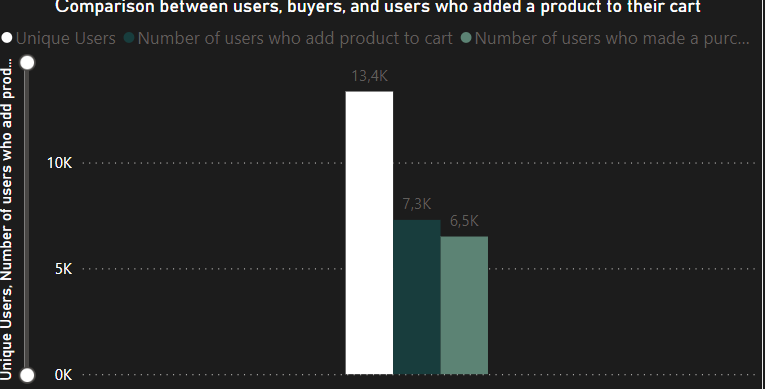 Comparison between users, buyers, and users who added a product to their cart
Unique Users Number of users who add product to cart Number of users who made a purc...
Unique Users, Number of users who add prod...
13,4K
7,3K
6,5K
10K
5K
0K